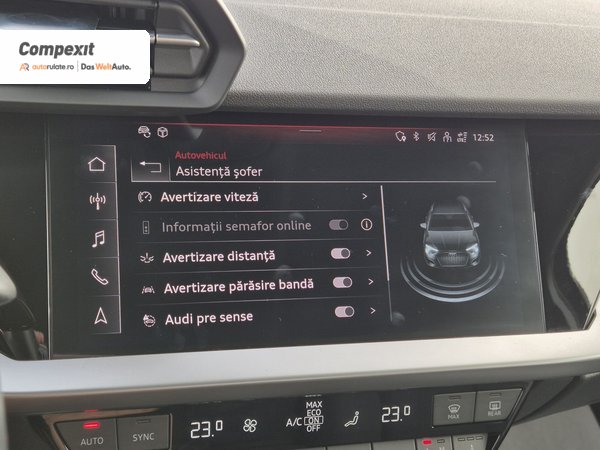 Compexit
autorulate.ro | Das WeltAuto.
12:52
Autovehicul
Asistență șofer
Avertizare viteză
Informații semafor online
Avertizare distanță
Avertizare părăsire bandă
Audi pre sense
AUTO
SYNC
23.0
A/C
MAX
ECO
ON
OFF
23.0
MAX
REAR